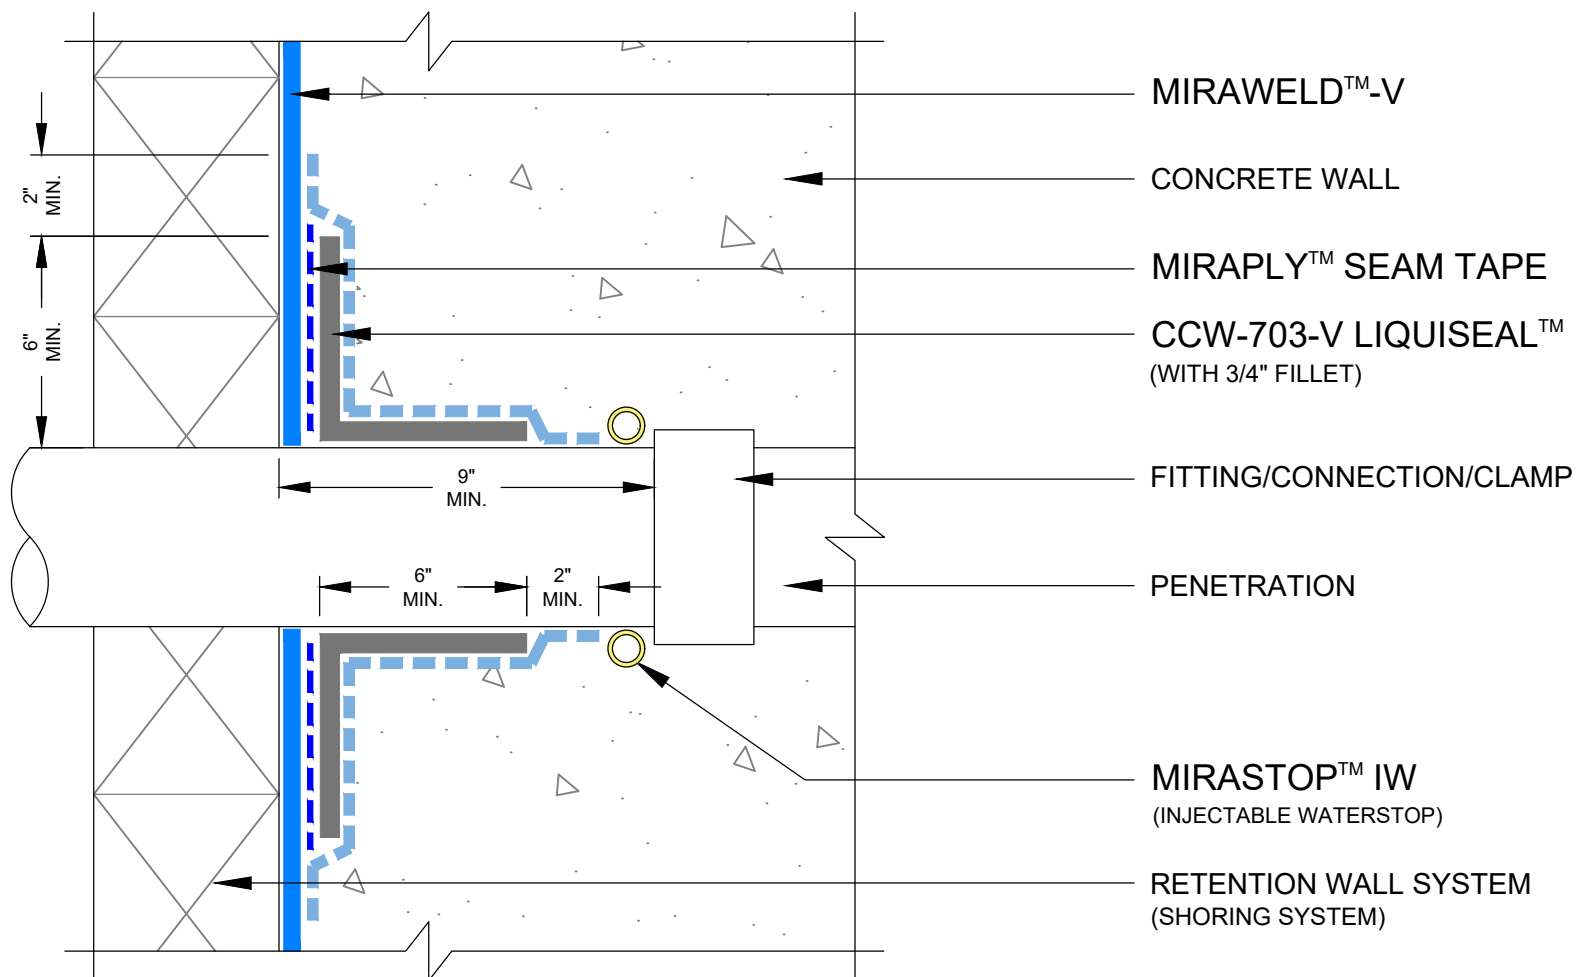 MIRAWELD™-V
CONCRETE WALL
MIRAPLY™ SEAM TAPE
CCW-703-V LIQUISEAL™
(WITH 3/4" FILLET)
FITTING/CONNECTION/CLAMP
PENETRATION
MIRASTOP™ IW
(INJECTABLE WATERSTOP)
RETENTION WALL SYSTEM
(SHORING SYSTEM)
2"
MIN.
6"
MIN.
9"
MIN.
6"
MIN.
2"
MIN.